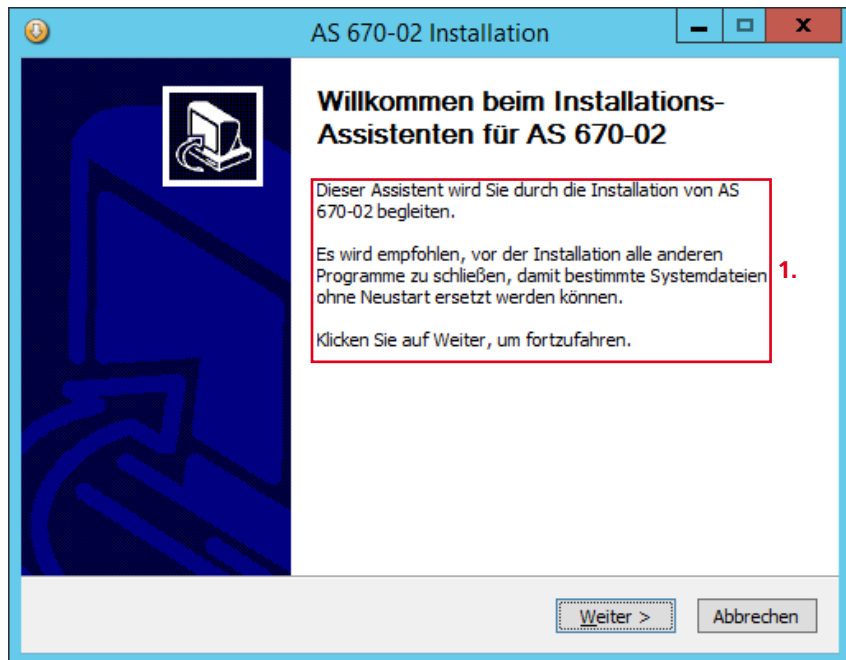 AS 670-02 Installation
Willkommen beim Installations-
Assistenten für AS 670-02
Dieser Assistent wird Sie durch die Installation von AS
670-02 begleiten.
Es wird empfohlen, vor der Installation alle anderen
Programme zu schließen, damit bestimmte Systemdateien
ohne Neustart ersetzt werden können.
Klicken Sie auf Weiter, um fortzufahren.
1.
Weiter >
Abbrechen